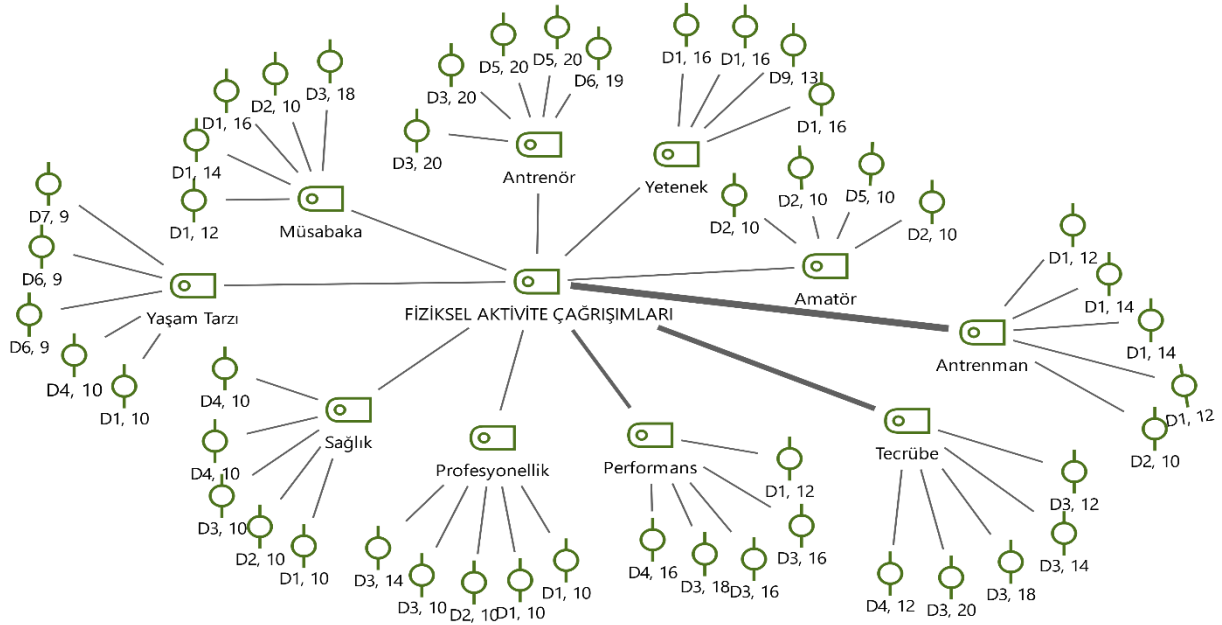 D1, 12
D1, 14
D1, 16
D2, 10
D3, 18
Müsabaka
D3, 20
D3, 20
D5, 20
D5, 20
D6, 19
Antrenör
D1, 16
D1, 16
D9, 13
D1, 16
Yetenek
D2, 10
D2, 10
D5, 10
D2, 10
Amatör
D7, 9
D6, 9
D6, 9
D4, 10
D1, 10
Yaşam Tarzı
FİZİKSEL AKTİVİTE ÇAĞRIŞIMLARI
D1, 12
D1, 14
D1, 14
D1, 12
D2, 10
Antrenman
D4, 10
D4, 10
D3, 10
D2, 10
D1, 10
Sağlık
Profesyonellik
D3, 14
D3, 10
D2, 10
D1, 10
D1, 10
Performans
D1, 12
D3, 16
D3, 16
D3, 18
D4, 16
Tecrübe
D3, 12
D3, 14
D3, 18
D3, 20
D4, 12